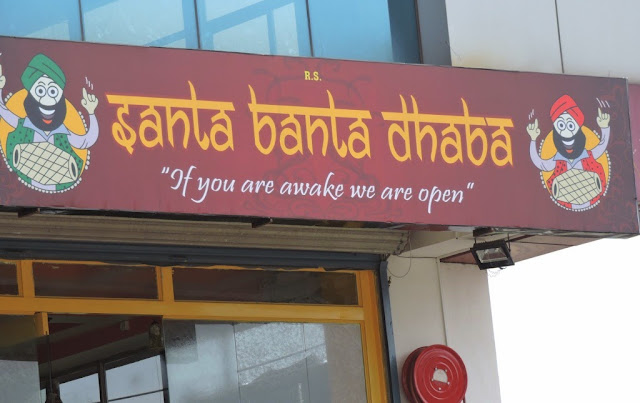 R.S.
Santa Banta Dhaba
"If you are awake we are open"